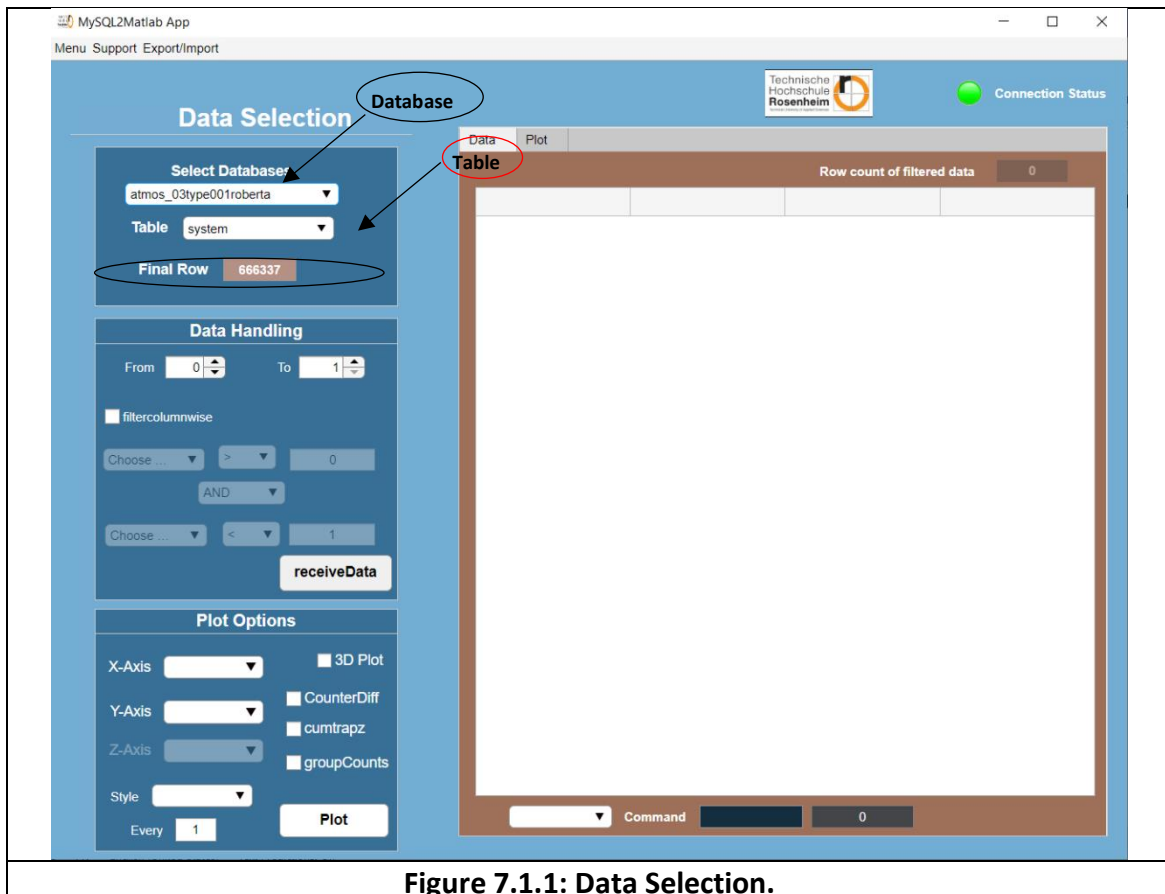 MySQL2Matlab App
Menu Support Export/Import
Technische
Hochschule
Rosenheim
Connection Status
Data Selection
Database
Select Databases
atmos_03type001roberta
Table
Table system
Final Row 666337
Data Handling
From 0 To 1
filtercolumnwise
Choose ... > 0
AND
Choose ... < 1
receiveData
Plot Options
X-Axis
3D Plot
Y-Axis
CounterDiff
cumtrapz
Z-Axis
groupCounts
Style
Every 1
Plot
Data Plot
Row count of filtered data 0
Command 0
Figure 7.1.1: Data Selection.